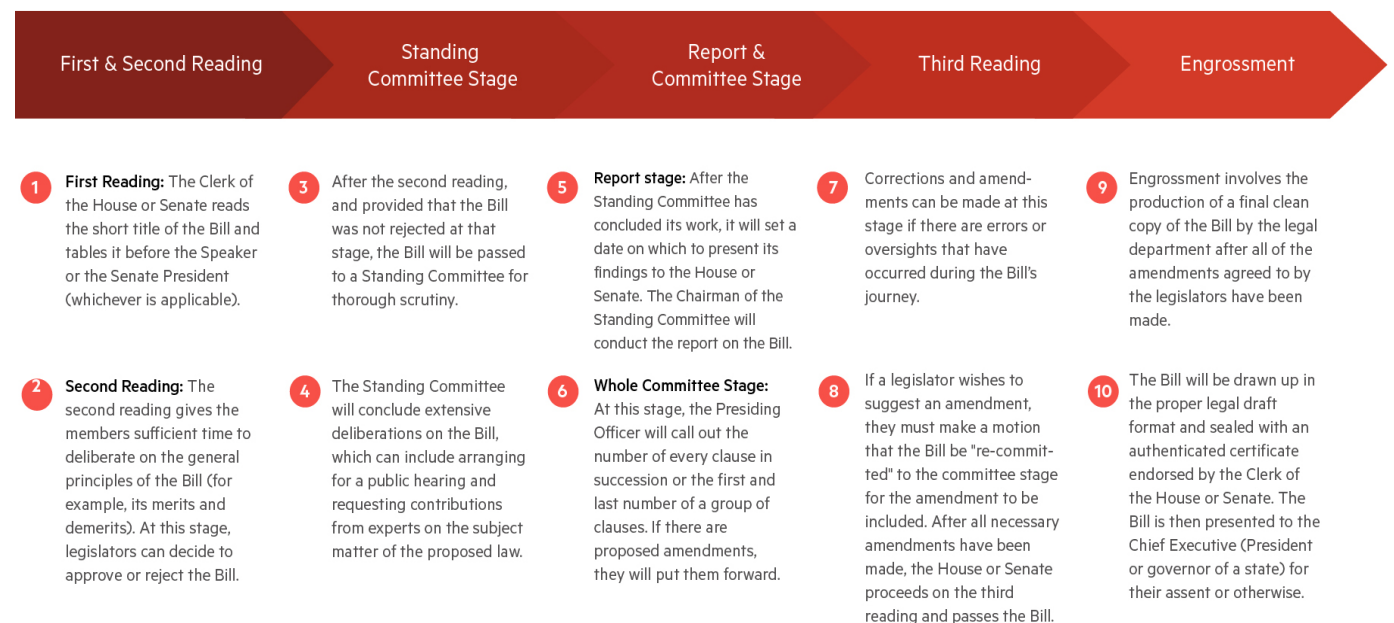 First & Second Reading
Standing
Committee Stage
Report &
Committee Stage
Third Reading
Engrossment
1
First Reading: The Clerk of
the House or Senate reads
the short title of the Bill and
tables it before the Speaker
or the Senate President
(whichever is applicable).
2
Second Reading: The
second reading gives the
members sufficient time to
deliberate on the general
principles of the Bill (for
example, its merits and
demerits). At this stage,
legislators can decide to
approve or reject the Bill.
3
After the second reading,
and provided that the Bill
was not rejected at that
stage, the Bill will be passed
to a Standing Committee for
thorough scrutiny.
4
The Standing Committee
will conclude extensive
deliberations on the Bill,
which can include arranging
for a public hearing and
requesting contributions
from experts on the subject
matter of the proposed law.
5
Report stage: After the
Standing Committee has
concluded its work, it will set a
date on which to present its
findings to the House or
Senate. The Chairman of the
Standing Committee will
conduct the report on the Bill.
6
Whole Committee Stage:
At this stage, the Presiding
Officer will call out the
number of every clause in
succession or the first and
last number of a group of
clauses. If there are
proposed amendments,
they will put them forward.
7
Corrections and amend-
ments can be made at this
stage if there are errors or
oversights that have
occurred during the Bill's
journey.
8
If a legislator wishes to
suggest an amendment,
they must make a motion
that the Bill be "re-commit-
ted" to the committee stage
for the amendment to be
included. After all necessary
amendments have been
made, the House or Senate
proceeds on the third
reading and passes the Bill.
9
Engrossment involves the
production of a final clean
copy of the Bill by the legal
department after all of the
amendments agreed to by
the legislators have been
made.
10
The Bill will be drawn up in
the proper legal draft
format and sealed with an
authenticated certificate
endorsed by the Clerk of
the House or Senate. The
Bill is then presented to the
Chief Executive (President
or governor of a state) for
their assent or otherwise.